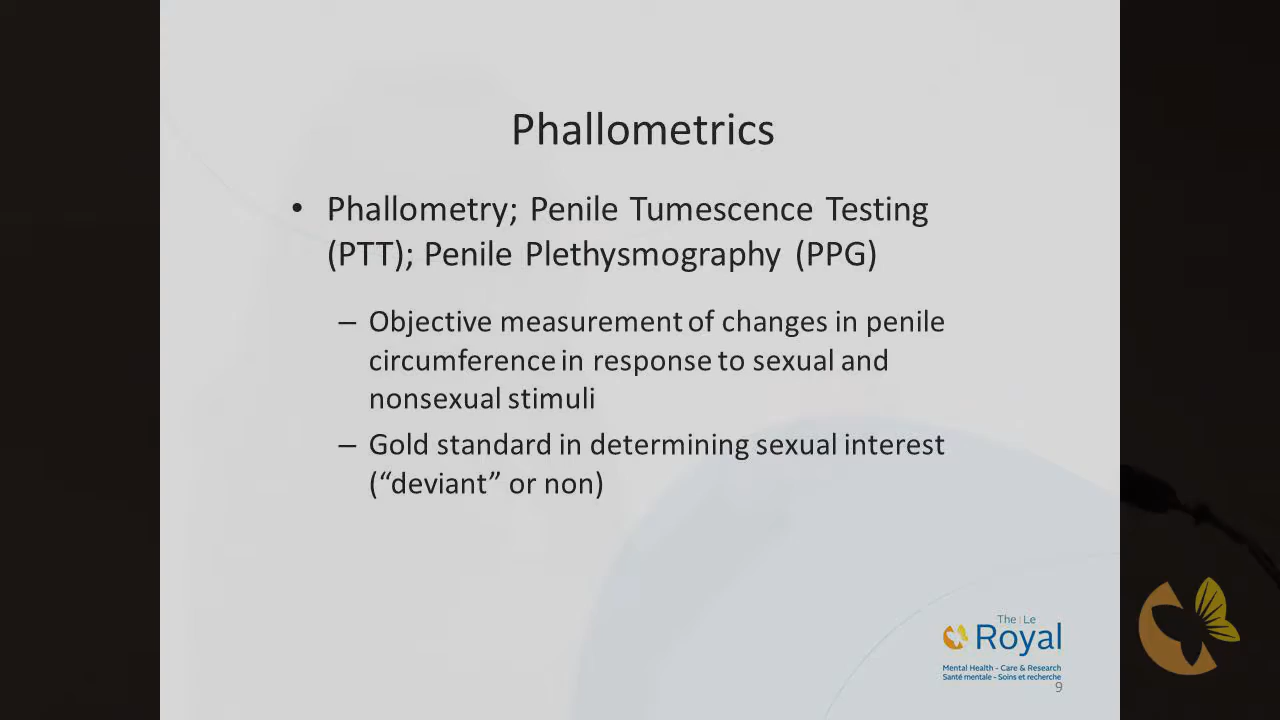 Phallometrics
• Phallometry; Penile Tumescence Testing
(PTT); Penile Plethysmography (PPG)
– Objective measurement of changes in penile
circumference in response to sexual and
nonsexual stimuli
– Gold standard in determining sexual interest
(“deviant” or non)
The | Le
Royal
Mental Health - Care & Research
Santé mentale - Soins et recherche
9